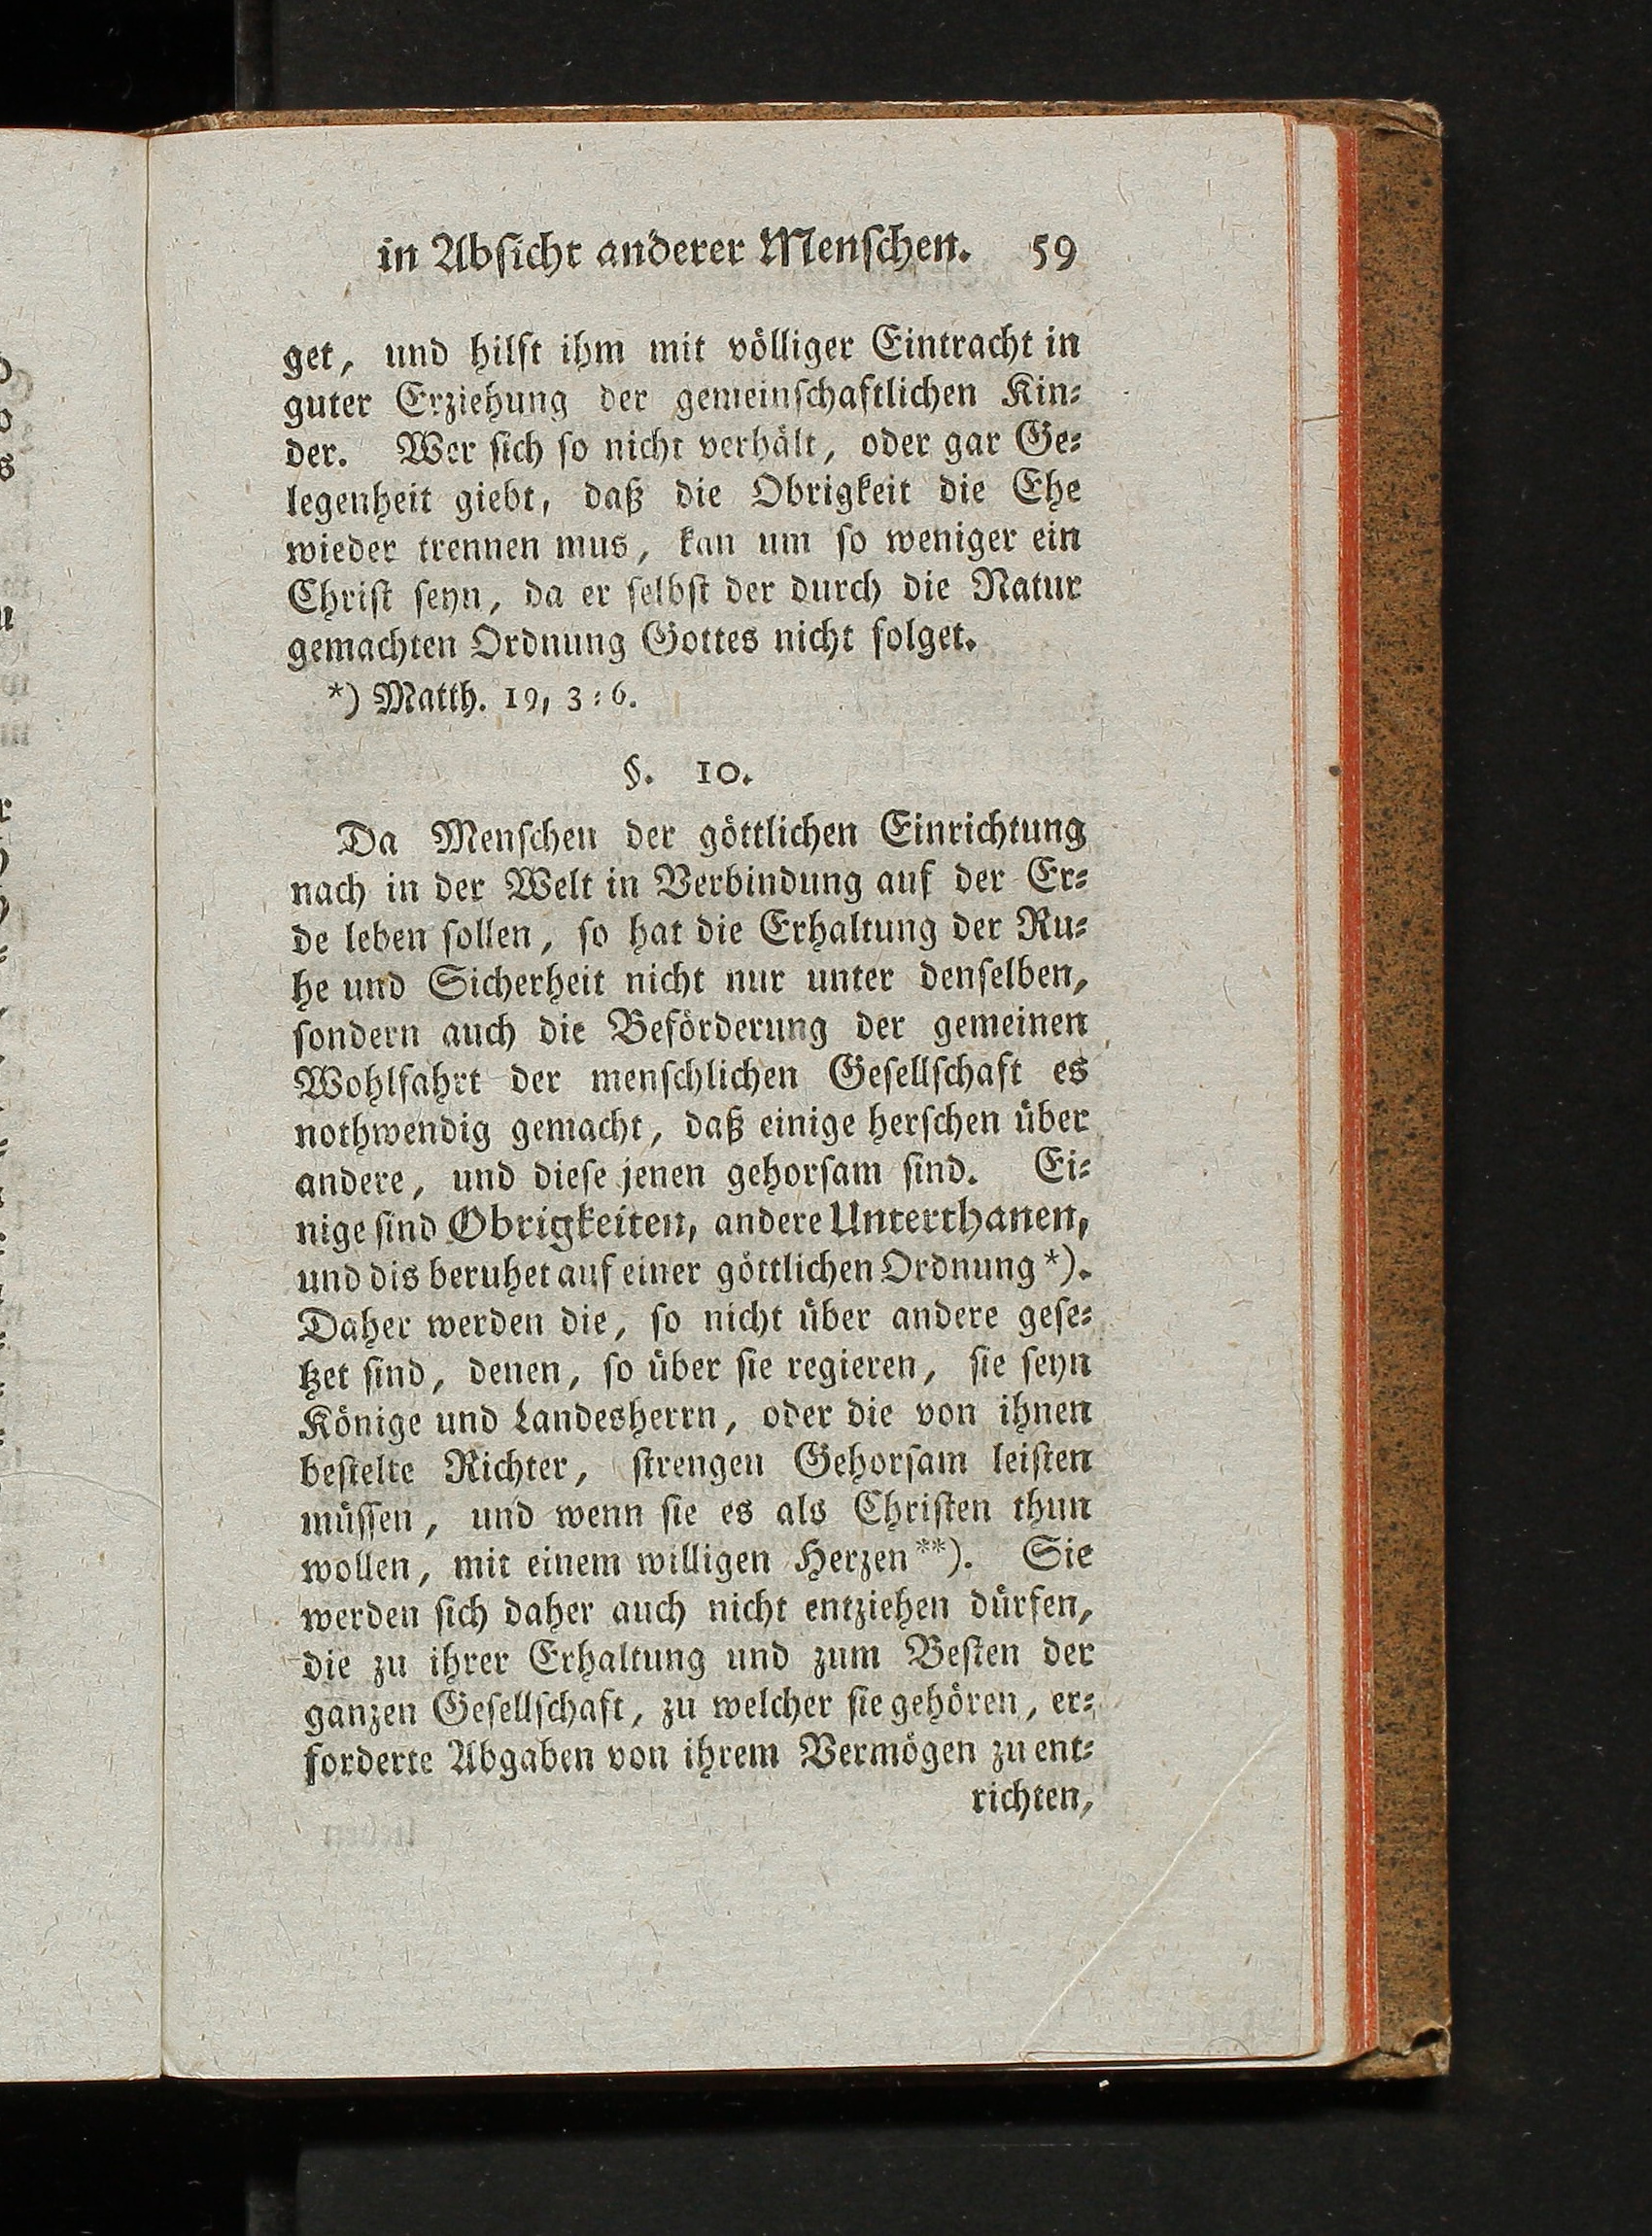 in Abſicht anderer Menſchen. 59
get, und hilft ihm mit völliger Eintracht in
guter Erziehung der gemeinſchaftlichen Kin⸗
der. Wer ſich ſo nicht verhält, oder gar Ge⸗
legenheit giebt, daß die Obrigkeit die Ehe
wieder trennen mus, kan um ſo weniger ein
Chriſt ſeyn, da er ſelbſt der durch die Natur
gemachten Ordnung Gottes nicht folget.
*) Matth. 19, 3⸗6.
§. 10.
Da Menſchen der göttlichen Einrichtung
nach in der Welt in Verbindung auf der Er⸗
de leben ſollen, ſo hat die Erhaltung der Ru⸗
he und Sicherheit nicht nur unter denſelben,
ſondern auch die Beförderung der gemeinen
Wohlfahrt der menſchlichen Geſellſchaft es
nothwendig gemacht, daß einige herſchen über
andere, und dieſe jenen gehorſam ſind. Ei⸗
nige ſind Obrigkeiten, andere Unterthanen,
und dis beruhet auf einer göttlichen Ordnung *).
Daher werden die, ſo nicht über andere geſe⸗
tzet ſind, denen, ſo über ſie regieren, ſie ſeyn
Könige und Landesherrn, oder die von ihnen
beſtelte Richter, ſtrengen Gehorſam leiſten
müſſen, und wenn ſie es als Chriſten thun
wollen, mit einem willigen Herzen **). Sie
werden ſich daher auch nicht entziehen dürfen,
die zu ihrer Erhaltung und zum Beſten der
ganzen Geſellſchaft, zu welcher ſie gehören, er⸗
forderte Abgaben von ihrem Vermögen zu ent⸗
richten,